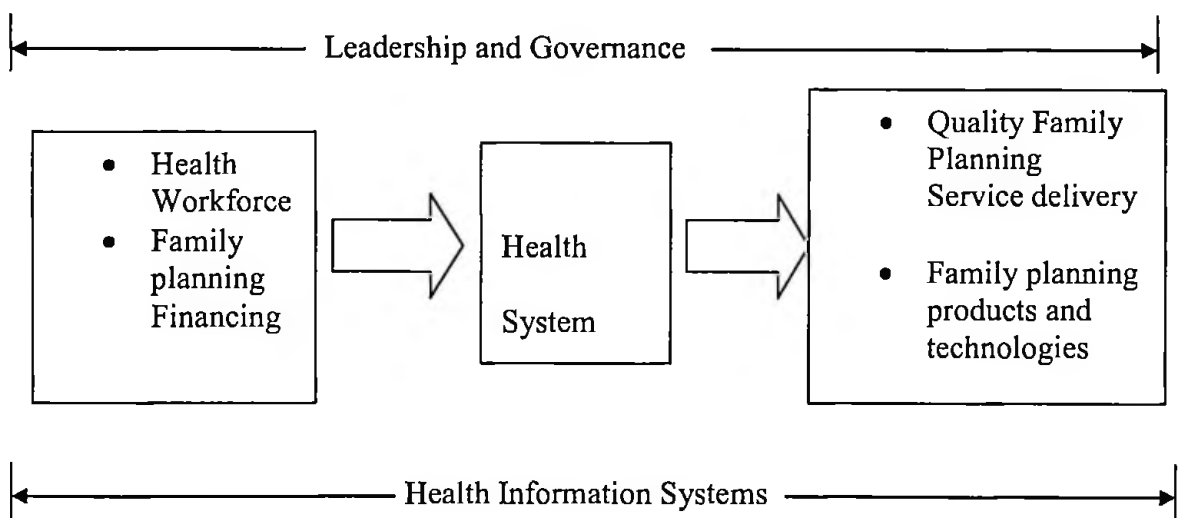 Leadership and Governance
• Health
Workforce
• Family
planning
Financing
Health
System
• Quality Family
Planning
Service delivery
• Family planning
products and
technologies
Health Information Systems